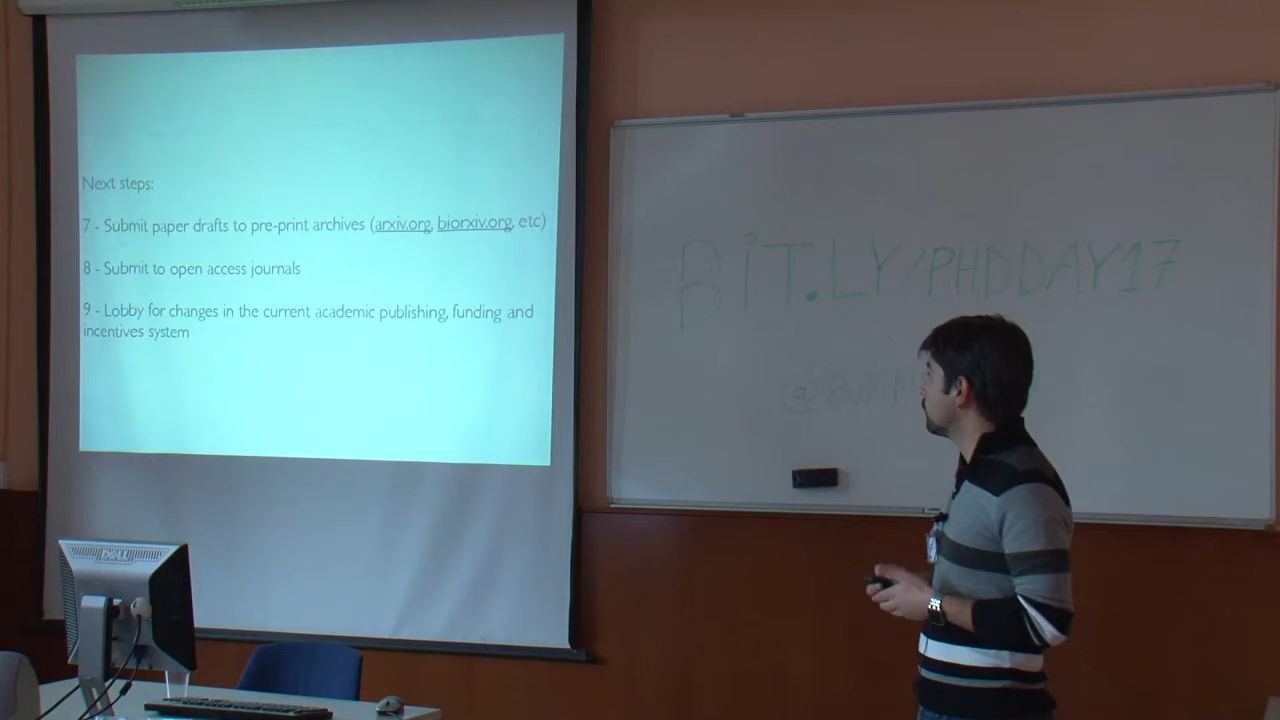 Next steps:
7 - Submit paper drafts to pre-print archives (arxiv.org, biorxiv.org, etc)
8 - Submit to open access journals
9 - Lobby for changes in the current academic publishing, funding and
incentives system
BiT.LY/PHDDAY17
DELL